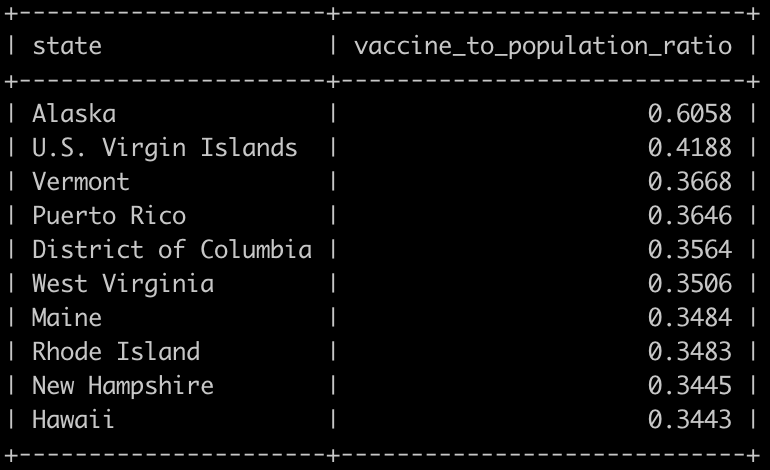 +----------------------+-----------------------------+
| state                | vaccine_to_population_ratio |
+----------------------+-----------------------------+
| Alaska               |                      0.6058 |
| U.S. Virgin Islands  |                      0.4188 |
| Vermont              |                      0.3668 |
| Puerto Rico          |                      0.3646 |
| District of Columbia |                      0.3564 |
| West Virginia        |                      0.3506 |
| Maine                |                      0.3484 |
| Rhode Island         |                      0.3483 |
| New Hampshire        |                      0.3445 |
| Hawaii               |                      0.3443 |
+----------------------+-----------------------------+